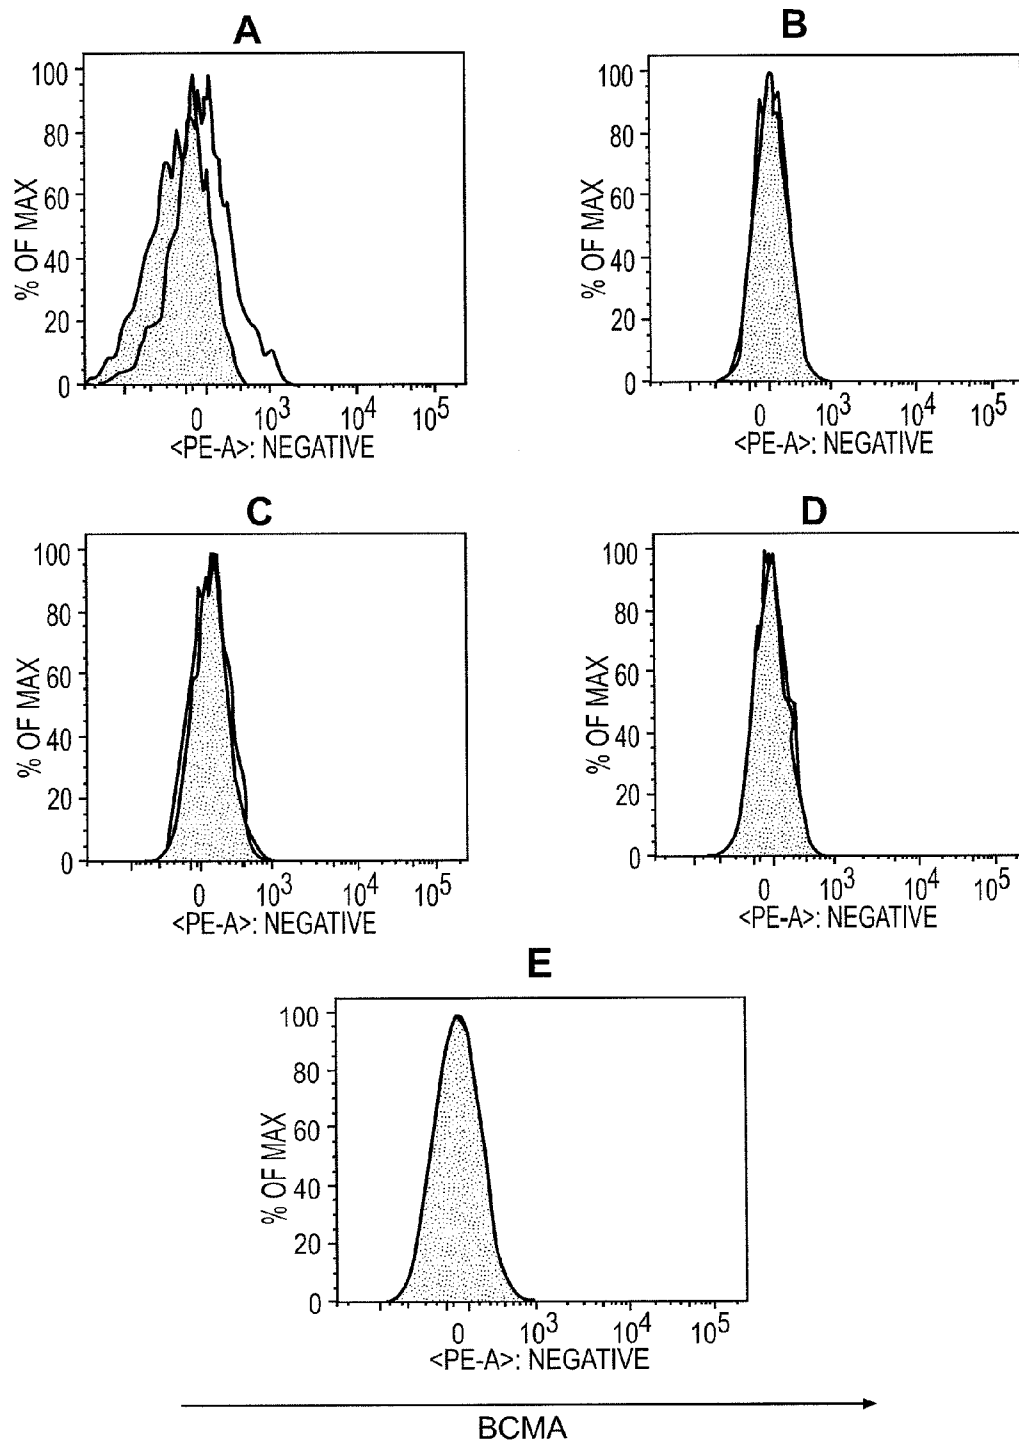 A
% OF MAX
100
80
60
40
20
0
0 10³ 10⁴ 10⁵
<PE-A>: NEGATIVE
B
% OF MAX
100
80
60
40
20
0
0 10³ 10⁴ 10⁵
<PE-A>: NEGATIVE
C
% OF MAX
100
80
60
40
20
0
0 10³ 10⁴ 10⁵
<PE-A>: NEGATIVE
D
% OF MAX
100
80
60
40
20
0
0 10³ 10⁴ 10⁵
<PE-A>: NEGATIVE
E
% OF MAX
100
80
60
40
20
0
0 10³ 10⁴ 10⁵
<PE-A>: NEGATIVE
BCMA